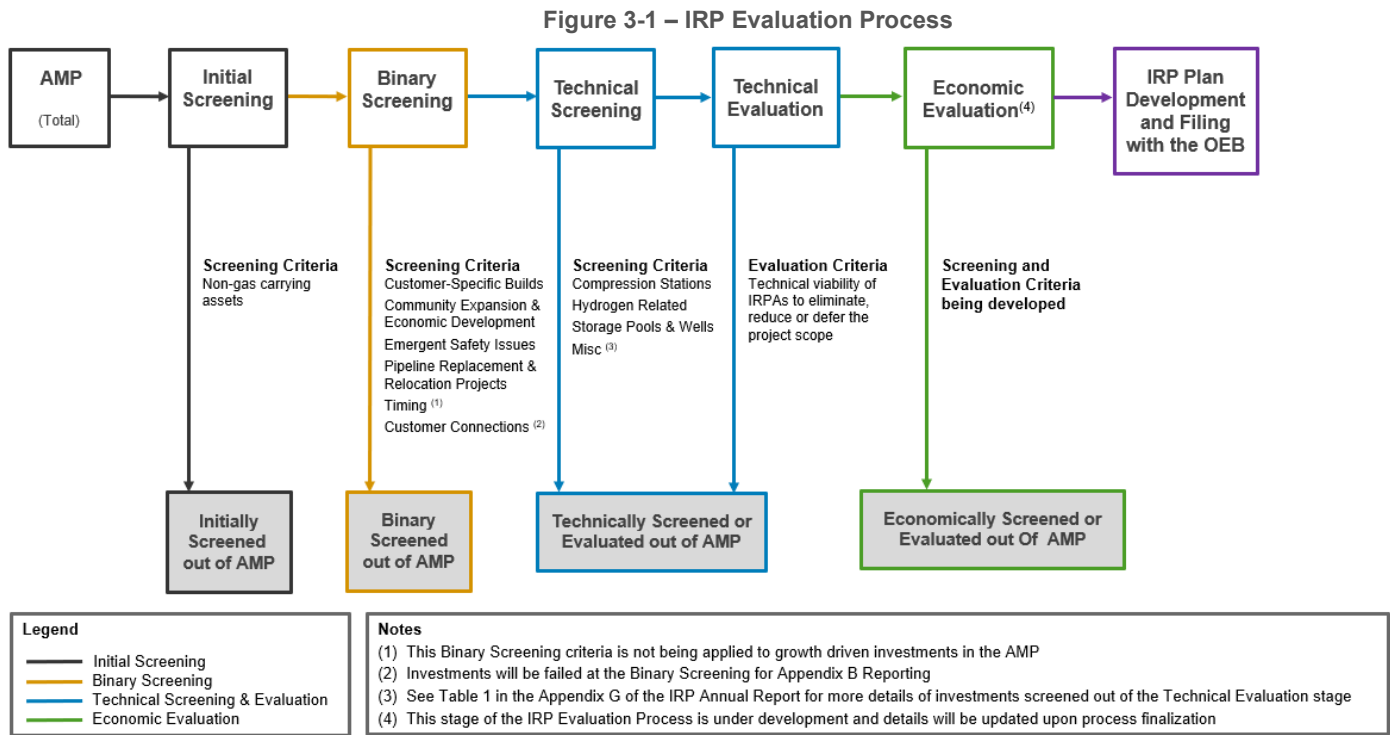 Figure 3-1 – IRP Evaluation Process
AMP
(Total)
Initial
Screening
Binary
Screening
Technical
Screening
Technical
Evaluation
Economic
Evaluation(4)
IRP Plan
Development
and Filing
with the OEB
Screening Criteria
Non-gas carrying
assets
Screening Criteria
Customer-Specific Builds
Community Expansion &
Economic Development
Emergent Safety Issues
Pipeline Replacement &
Relocation Projects
Timing (1)
Customer Connections (2)
Screening Criteria
Compression Stations
Hydrogen Related
Storage Pools & Wells
Misc (3)
Evaluation Criteria
Technical viability of
IRPAs to eliminate,
reduce or defer the
project scope
Screening and
Evaluation Criteria
being developed
Initially
Screened
out of AMP
Binary
Screened
out of AMP
Technically Screened or
Evaluated out of AMP
Economically Screened or
Evaluated out Of AMP
Legend
Initial Screening
Binary Screening
Technical Screening & Evaluation
Economic Evaluation
Notes
(1) This Binary Screening criteria is not being applied to growth driven investments in the AMP
(2) Investments will be failed at the Binary Screening for Appendix B Reporting
(3) See Table 1 in the Appendix G of the IRP Annual Report for more details of investments screened out of the Technical Evaluation stage
(4) This stage of the IRP Evaluation Process is under development and details will be updated upon process finalization